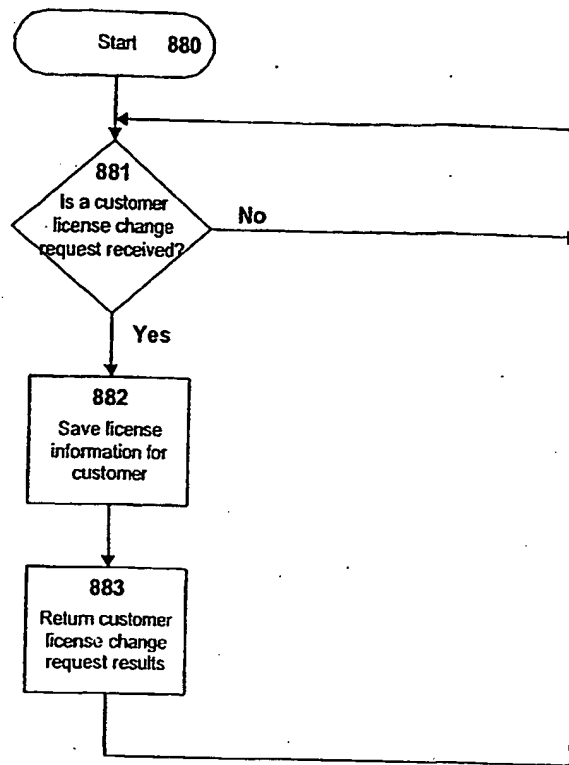 Start 880
881
Is a customer
license change
request received?
No
Yes
882
Save license
information for
customer
883
Return customer
license change
request results